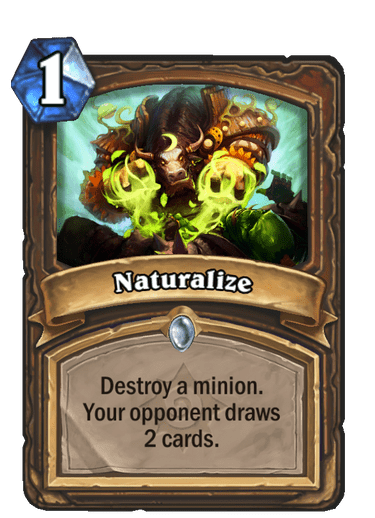 1
Naturalize
Destroy a minion.
Your opponent draws
2 cards.